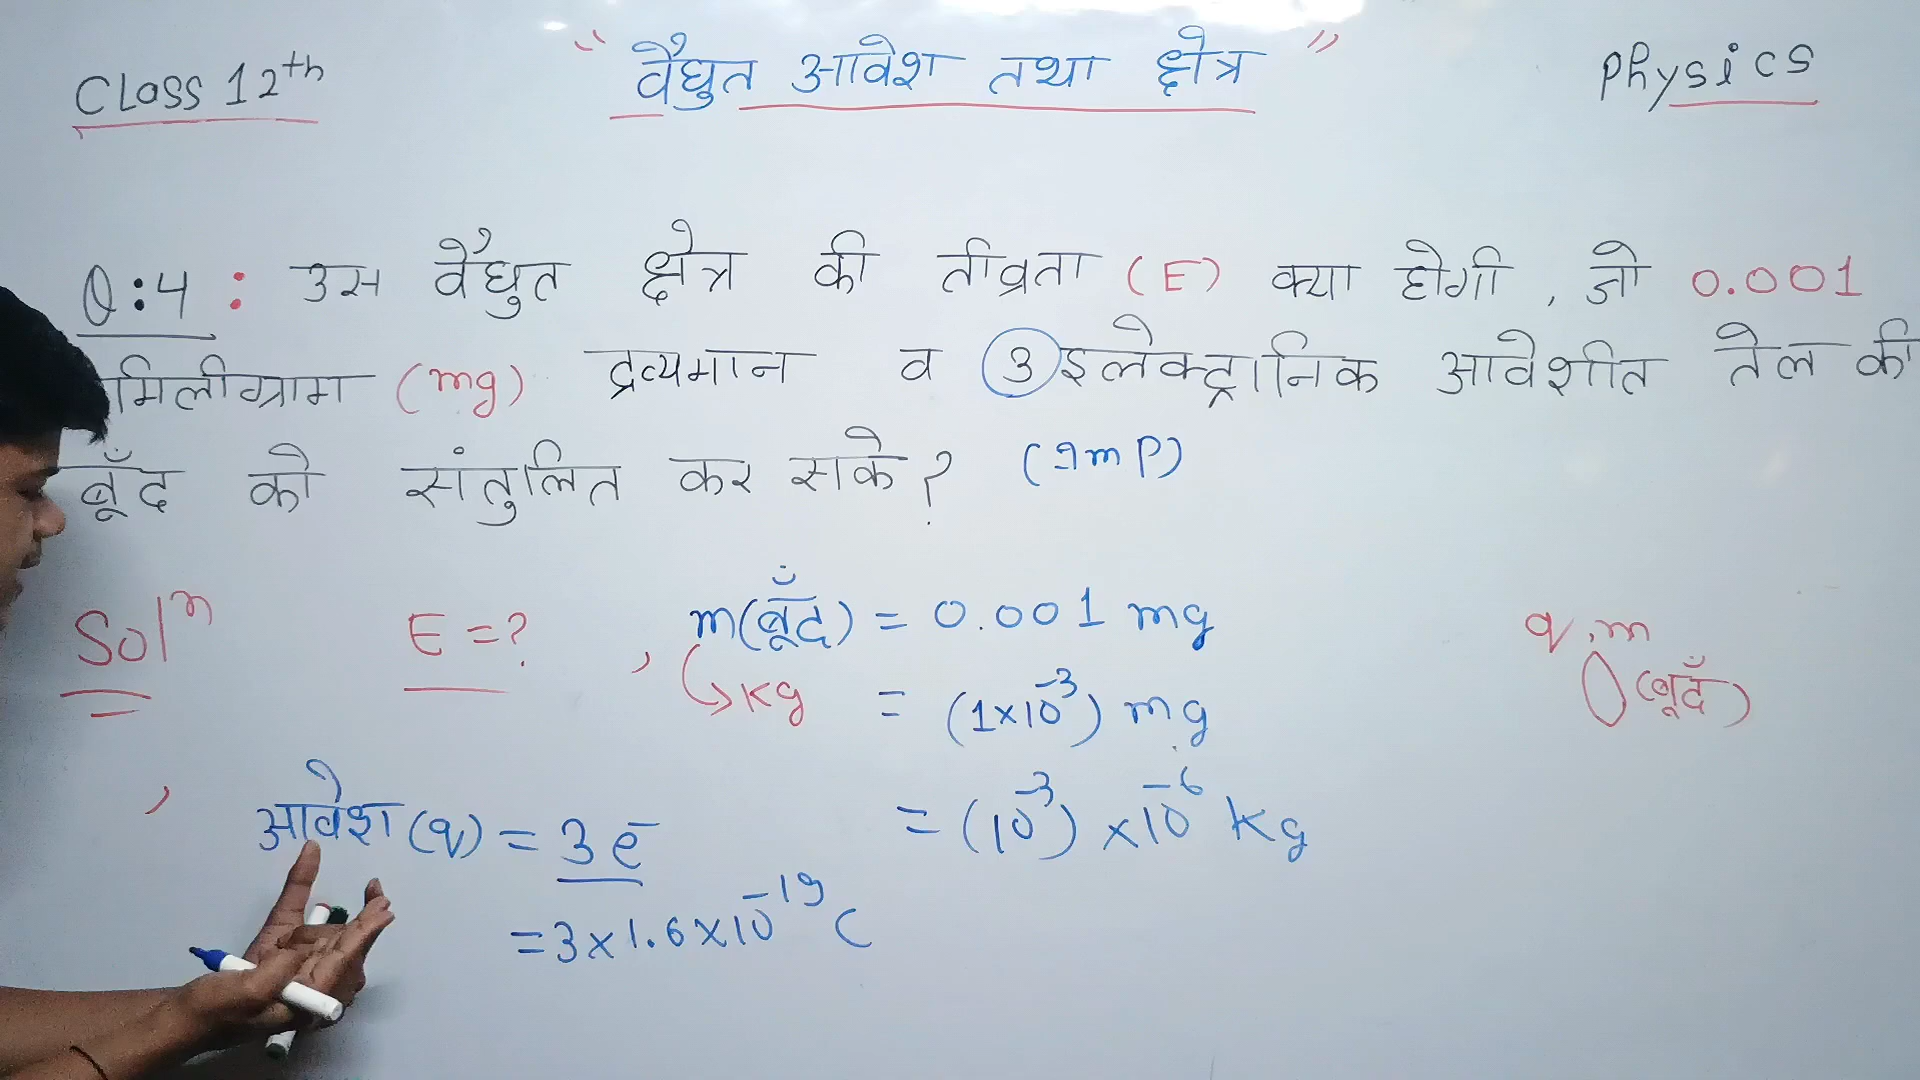 Class 12th
" वैद्युत आवेश तथा क्षेत्र "
Physics
Q:4 : उस वैद्युत क्षेत्र की तीव्रता (E) क्या होगी , जो 0.001
मिलीग्राम (mg) द्रव्यमान व 3 इलेक्ट्रानिक आवेशीत तेल की
बूँद को संतुलित कर सके ? (Imp)
Solⁿ E = ? , m(बूँद) = 0.001 mg
↳ kg = (1×10⁻³) mg
= (10⁻³) ×10⁻⁶ kg
, आवेश (q) = 3e⁻
= 3×1.6×10⁻¹⁹ C
q, m
(बूँद)